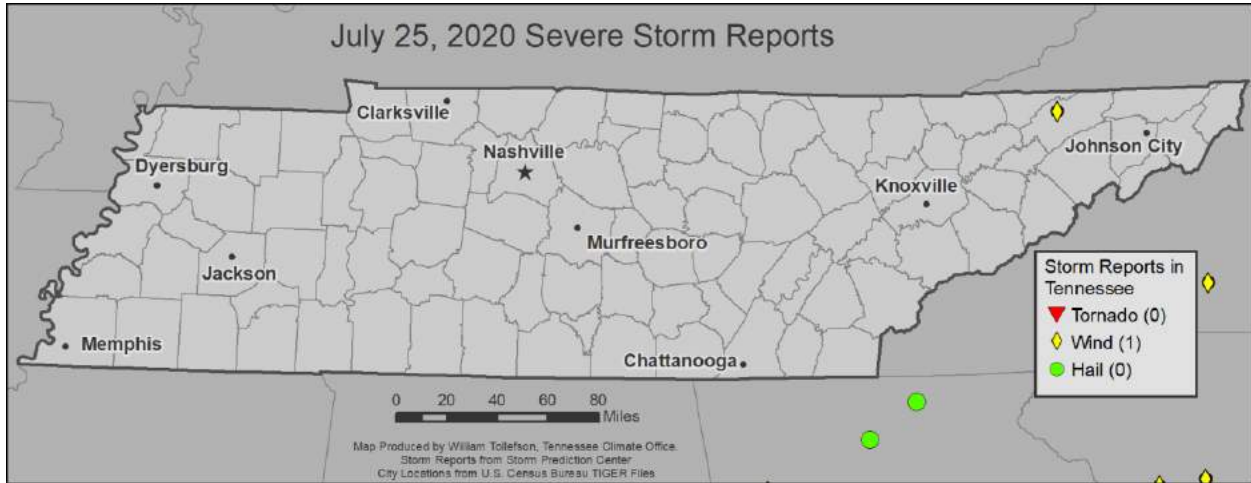 July 25, 2020 Severe Storm Reports
Clarksville
Nashville
Dyersburg
Johnson City
Knoxville
Murfreesboro
Jackson
Storm Reports in
Tennessee
Tornado (0)
Wind (1)
Hail (0)
Memphis
Chattanooga
0 20 40 60 80
Miles
Map Produced by William Tollefson, Tennessee Climate Office.
Storm Reports from Storm Prediction Center
City Locations from U.S. Census Bureau TIGER Files